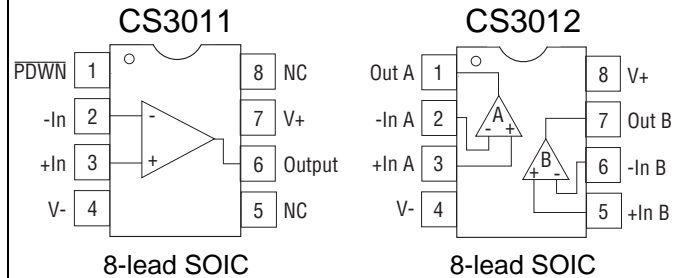 CS3011
PDWN 1
8 NC
-In 2
-
7 V+
+In 3
+
6 Output
V- 4
5 NC
8-lead SOIC
CS3012
Out A 1
8 V+
A
-In A 2
- +
7 Out B
+In A 3
B
+ -
6 -In B
V- 4
5 +In B
8-lead SOIC